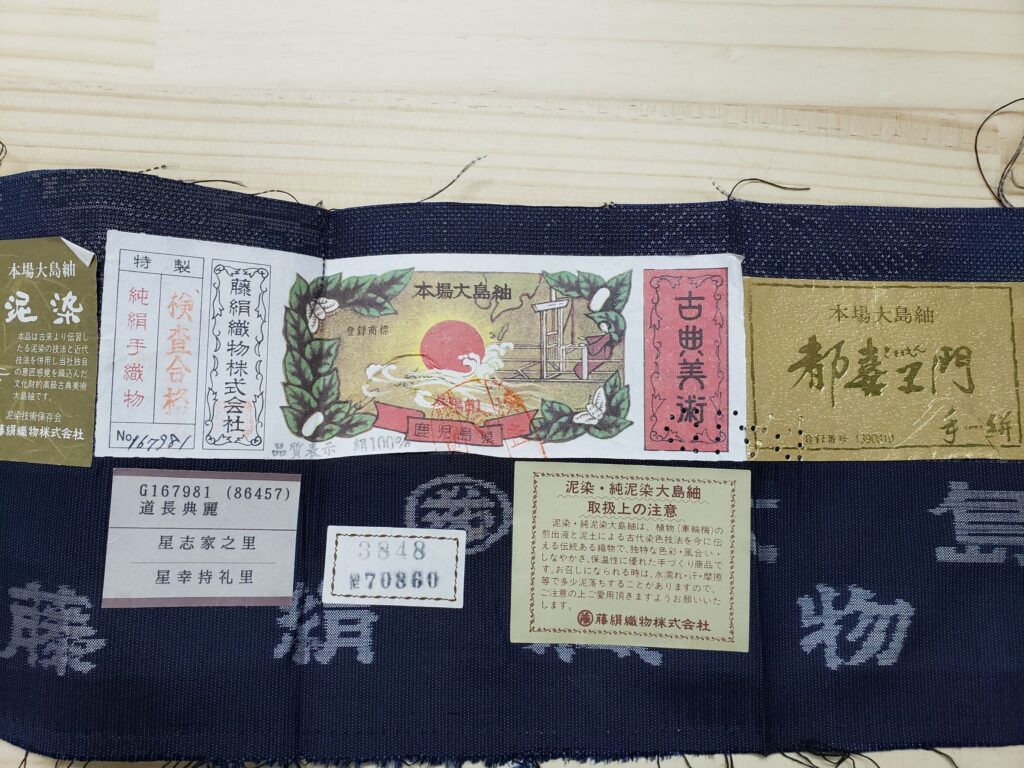 本場大島紬
泥染
本品は古来より伝習し
たる泥染の技法と近代
技法を併用し当社独自
の意匠感覚を織込んだ
文化財的高級古典美術
大島紬です。
泥染技術保存会
藤絹織物株式会社
特製
純絹手織物
検査合格
No 167981
藤絹織物株式会社
本場大島紬
登録商標
鹿児島県
品質表示 絹100%
古典美術
本場大島紬
都喜ヱ門
手一絣
登録番号 1390810
G167981 (86457)
道長典麗
星志家之里
星幸持礼里
3848
№70860
泥染・純泥染大島紬
取扱上の注意
泥染・純泥染大島紬は、植物(車輪梅)の
煎出液と泥土による古代染色技法を今に伝
える伝統ある織物で、独特な色彩・風合い・
しなやかさ、保温性に優れた手づくり商品で
す。お召しになられる時は、水濡れ・汗・摩擦
等で多少泥落ちすることがありますので、
ご注意の上ご愛用頂きますようお願いいた
します。
藤絹織物株式会社
島
藤絹織物